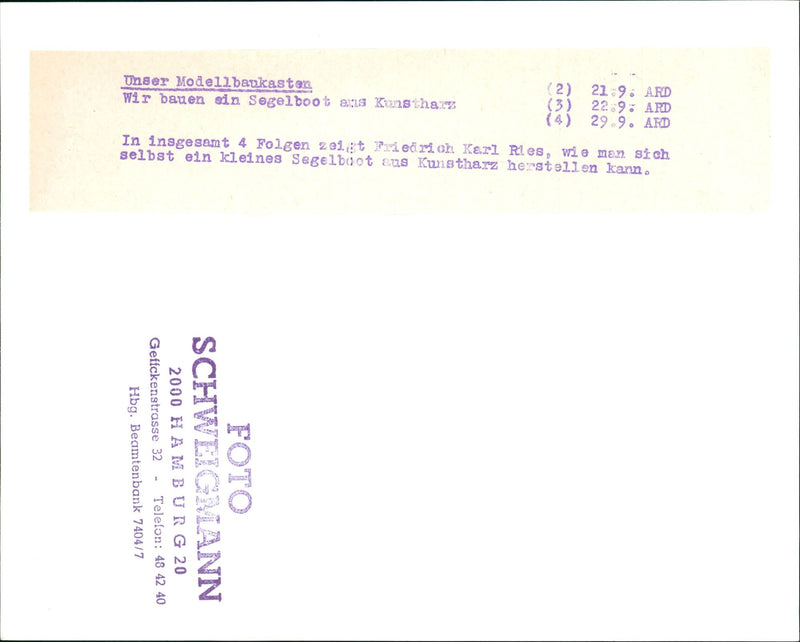 Unser Modellbaukasten (2) 21.9. ARD
Wir bauen ein Segelboot aus Kunstharz (3) 22.9. ARD
(4) 29.9. ARD
In insgesamt 4 Folgen zeigt Friedrich Karl Ries, wie man sich
selbst ein kleines Segelboot aus Kunstharz herstellen kann.
FOTO
SCHWEIGMANN
2000 HAMBURG 20
Geffckenstrasse 32 - Telefon: 48 42 40
Hbg. Beamtenbank 7404/7